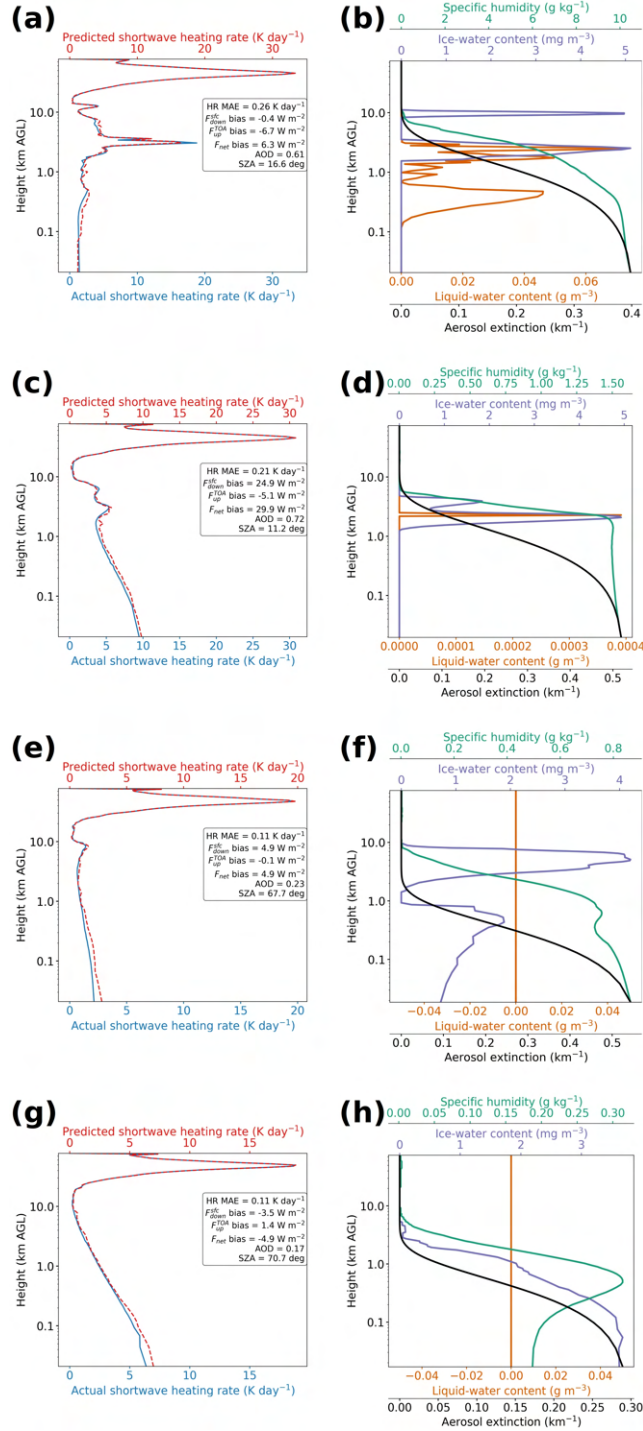 (a)
Predicted shortwave heating rate (K day⁻¹)
0 10 20 30
Height (km AGL)
10.0
1.0
0.1
HR MAE = 0.26 K day⁻¹
F^sfc_down bias = -0.4 W m⁻²
F^TOA_up bias = -6.7 W m⁻²
F_net bias = 6.3 W m⁻²
AOD = 0.61
SZA = 16.6 deg
0 10 20 30
Actual shortwave heating rate (K day⁻¹)
(b)
Specific humidity (g kg⁻¹)
0 2 4 6 8 10
Ice-water content (mg m⁻³)
0 1 2 3 4 5
Height (km AGL)
10.0
1.0
0.1
0.00 0.02 0.04 0.06
Liquid-water content (g m⁻³)
0.0 0.1 0.2 0.3 0.4
Aerosol extinction (km⁻¹)
(c)
Predicted shortwave heating rate (K day⁻¹)
0 5 10 15 20 25 30
Height (km AGL)
10.0
1.0
0.1
HR MAE = 0.21 K day⁻¹
F^sfc_down bias = 24.9 W m⁻²
F^TOA_up bias = -5.1 W m⁻²
F_net bias = 29.9 W m⁻²
AOD = 0.72
SZA = 11.2 deg
0 5 10 15 20 25 30
Actual shortwave heating rate (K day⁻¹)
(d)
Specific humidity (g kg⁻¹)
0.00 0.25 0.50 0.75 1.00 1.25 1.50
Ice-water content (mg m⁻³)
0 1 2 3 4 5
Height (km AGL)
10.0
1.0
0.1
0.0000 0.0001 0.0002 0.0003 0.0004
Liquid-water content (g m⁻³)
0.0 0.1 0.2 0.3 0.4 0.5
Aerosol extinction (km⁻¹)
(e)
Predicted shortwave heating rate (K day⁻¹)
0 5 10 15 20
Height (km AGL)
10.0
1.0
0.1
HR MAE = 0.11 K day⁻¹
F^sfc_down bias = 4.9 W m⁻²
F^TOA_up bias = -0.1 W m⁻²
F_net bias = 4.9 W m⁻²
AOD = 0.23
SZA = 67.7 deg
0 5 10 15 20
Actual shortwave heating rate (K day⁻¹)
(f)
Specific humidity (g kg⁻¹)
0.0 0.2 0.4 0.6 0.8
Ice-water content (mg m⁻³)
0 1 2 3 4
Height (km AGL)
10.0
1.0
0.1
−0.04 −0.02 0.00 0.02 0.04
Liquid-water content (g m⁻³)
0.0 0.1 0.2 0.3 0.4 0.5
Aerosol extinction (km⁻¹)
(g)
Predicted shortwave heating rate (K day⁻¹)
0 5 10 15
Height (km AGL)
10.0
1.0
0.1
HR MAE = 0.11 K day⁻¹
F^sfc_down bias = -3.5 W m⁻²
F^TOA_up bias = 1.4 W m⁻²
F_net bias = -4.9 W m⁻²
AOD = 0.17
SZA = 70.7 deg
0 5 10 15
Actual shortwave heating rate (K day⁻¹)
(h)
Specific humidity (g kg⁻¹)
0.00 0.05 0.10 0.15 0.20 0.25 0.30
Ice-water content (mg m⁻³)
0 1 2 3
Height (km AGL)
10.0
1.0
0.1
−0.04 −0.02 0.00 0.02 0.04
Liquid-water content (g m⁻³)
0.00 0.05 0.10 0.15 0.20 0.25 0.30
Aerosol extinction (km⁻¹)